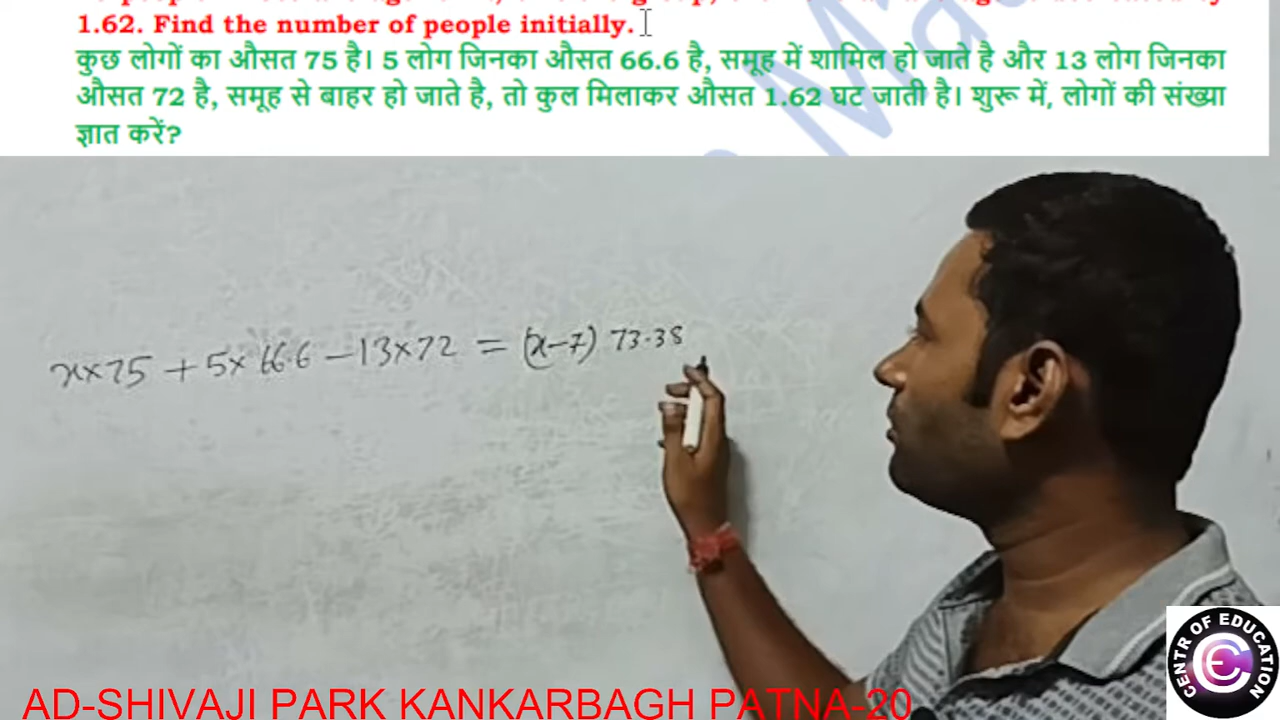 1.62. Find the number of people initially.
कुछ लोगों का औसत 75 है। 5 लोग जिनका औसत 66.6 है, समूह में शामिल हो जाते है और 13 लोग जिनका
औसत 72 है, समूह से बाहर हो जाते है, तो कुल मिलाकर औसत 1.62 घट जाती है। शुरू में, लोगों की संख्या
ज्ञात करें?
x×75 + 5×66.6 – 13×72 = (x–7) 73.38
CENTR OF EDUCATION
AD-SHIVAJI PARK KANKARBAGH PATNA-20